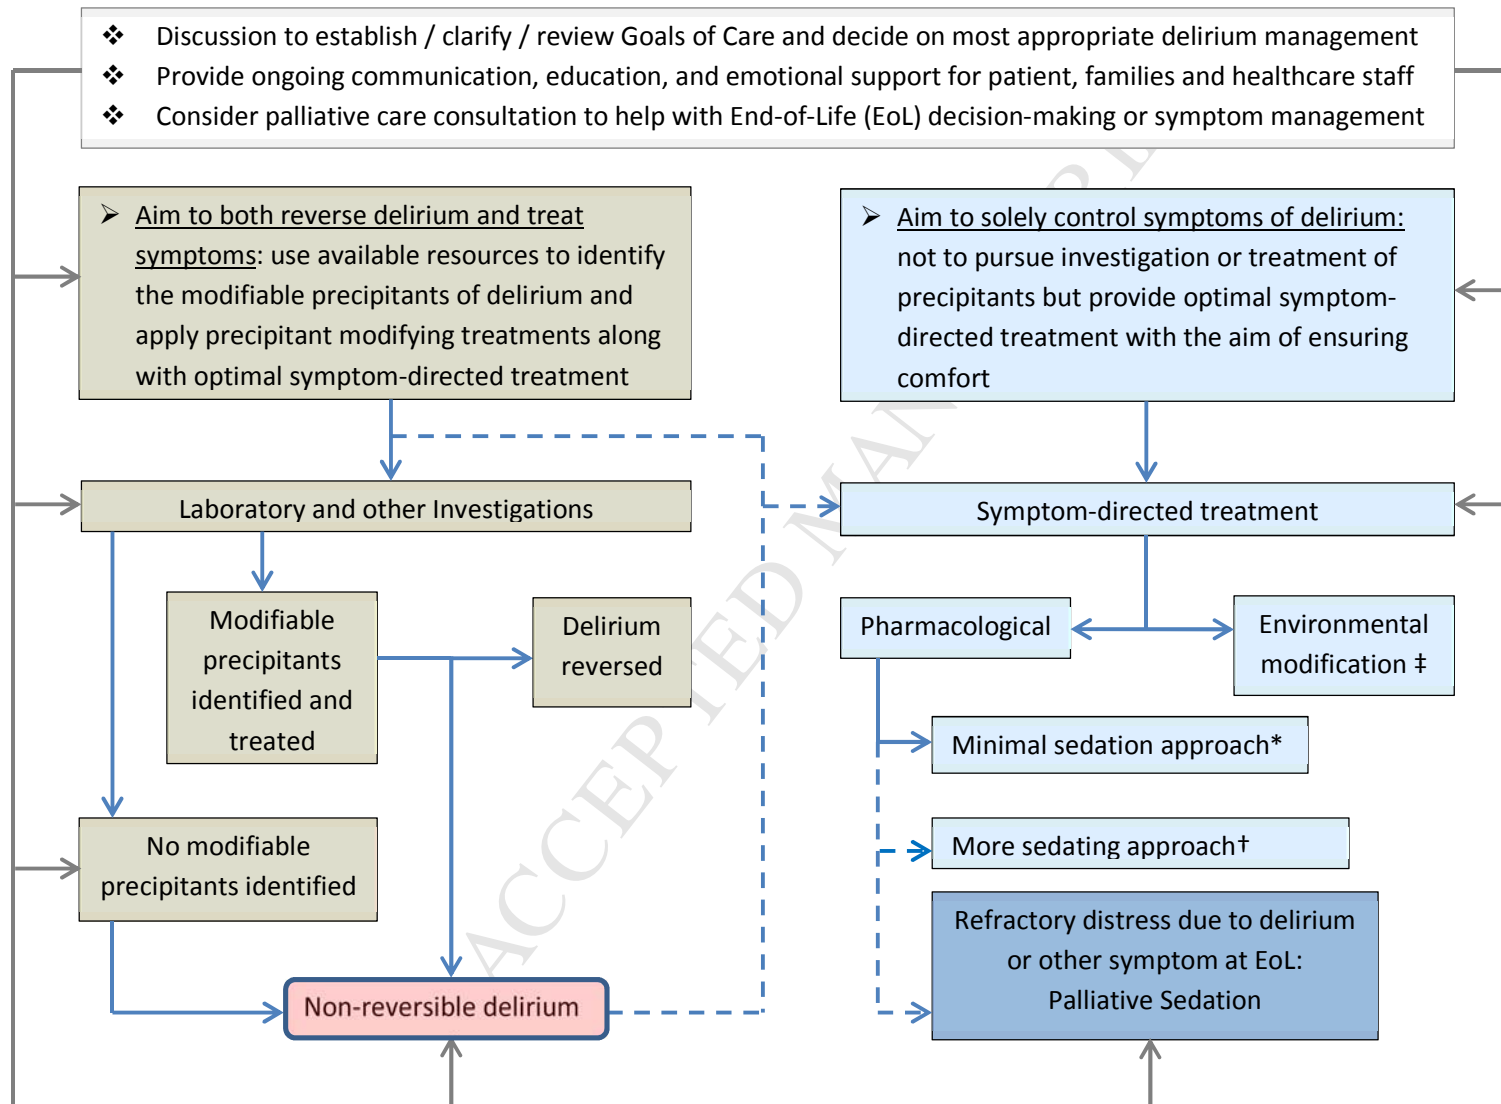 ❖ Discussion to establish / clarify / review Goals of Care and decide on most appropriate delirium management
❖ Provide ongoing communication, education, and emotional support for patient, families and healthcare staff
❖ Consider palliative care consultation to help with End-of-Life (EoL) decision-making or symptom management
➢ Aim to both reverse delirium and treat
symptoms: use available resources to identify
the modifiable precipitants of delirium and
apply precipitant modifying treatments along
with optimal symptom-directed treatment
➢ Aim to solely control symptoms of delirium:
not to pursue investigation or treatment of
precipitants but provide optimal symptom-
directed treatment with the aim of ensuring
comfort
Laboratory and other Investigations
Symptom-directed treatment
Modifiable
precipitants
identified and
treated
Delirium
reversed
Pharmacological
Environmental
modification ‡
Minimal sedation approach*
No modifiable
precipitants identified
More sedating approach†
Refractory distress due to delirium
or other symptom at EoL:
Palliative Sedation
Non-reversible delirium
ACCEPTED MAN